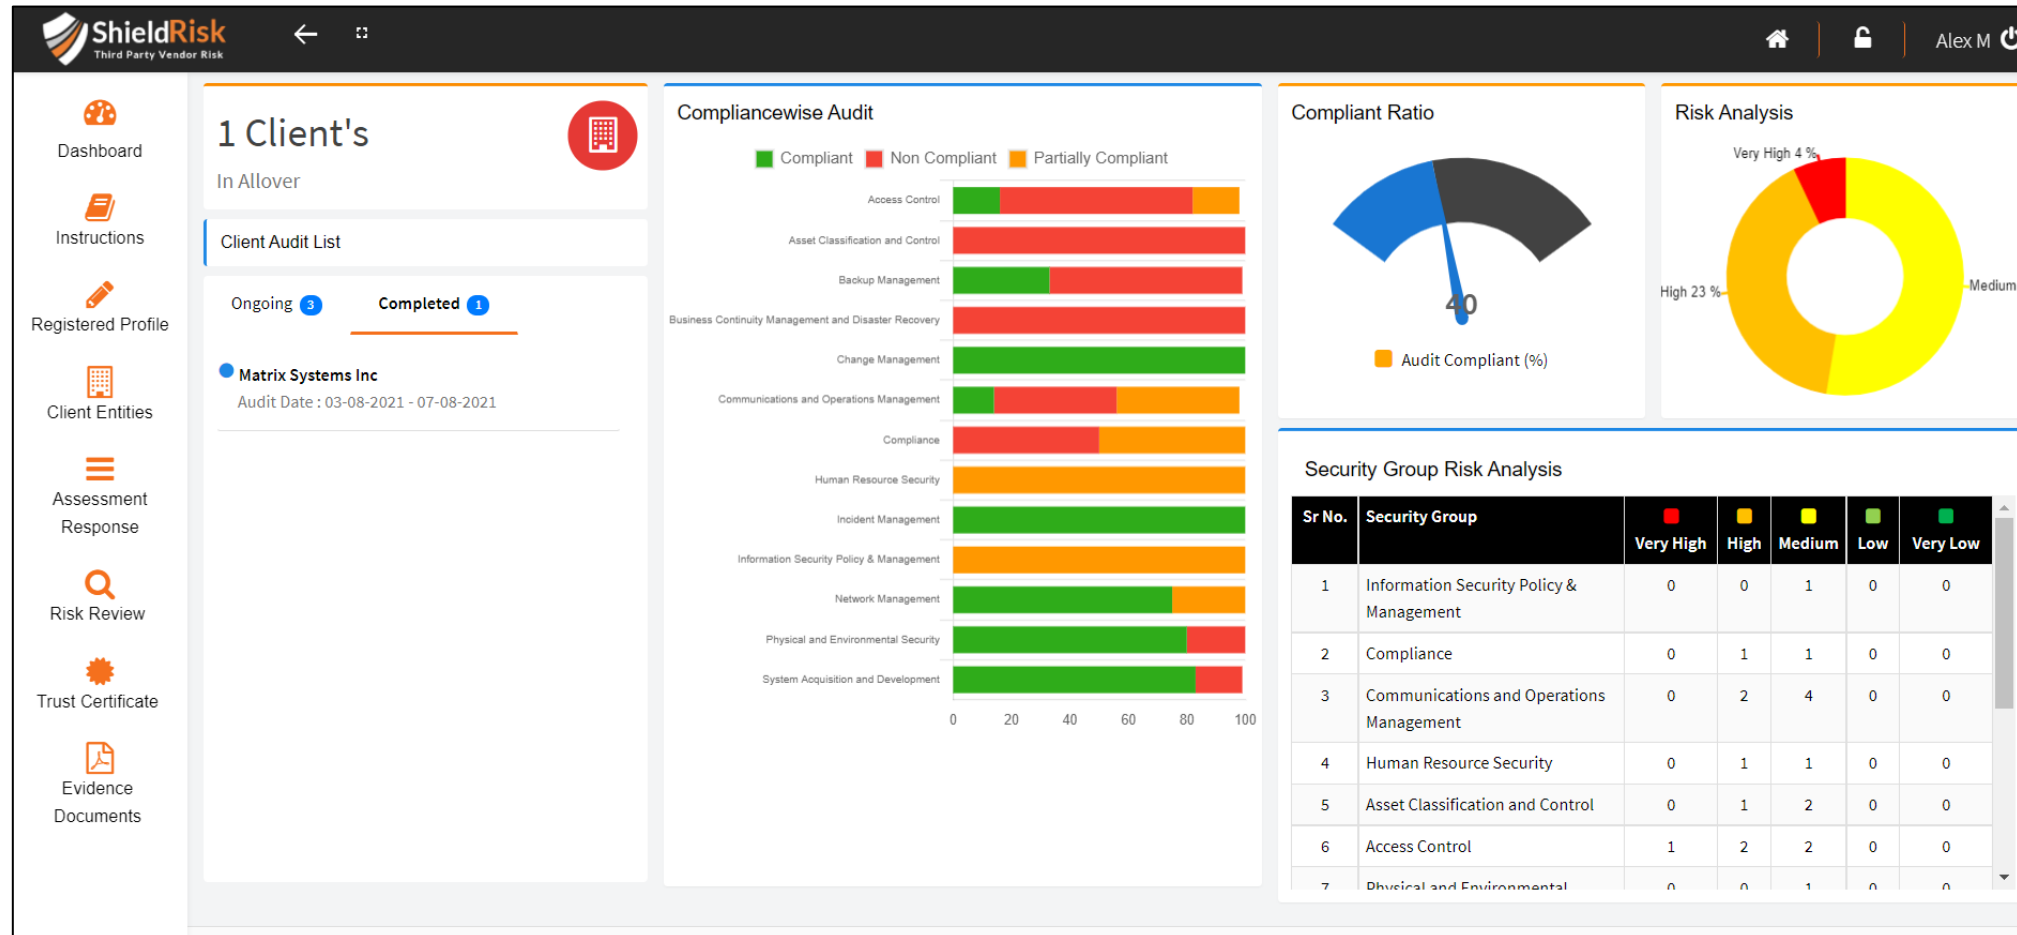 ShieldRisk
Third Party Vendor Risk
Alex M
Dashboard
Instructions
Registered Profile
Client Entities
Assessment
Response
Risk Review
Trust Certificate
Evidence
Documents
1 Client's
In Allover
Client Audit List
Ongoing 3
Completed 1
Matrix Systems Inc
Audit Date : 03-08-2021 - 07-08-2021
Compliancewise Audit
Compliant Non Compliant Partially Compliant
Access Control
Asset Classification and Control
Backup Management
Business Continuity Management and Disaster Recovery
Change Management
Communications and Operations Management
Compliance
Human Resource Security
Incident Management
Information Security Policy & Management
Network Management
Physical and Environmental Security
System Acquisition and Development
0 20 40 60 80 100
Compliant Ratio
40
Audit Compliant (%)
Risk Analysis
Very High 4 %
High 23 %
Medium
Security Group Risk Analysis
Sr No. Security Group Very High High Medium Low Very Low
1 Information Security Policy & Management 0 0 1 0 0
2 Compliance 0 1 1 0 0
3 Communications and Operations Management 0 2 4 0 0
4 Human Resource Security 0 1 1 0 0
5 Asset Classification and Control 0 1 2 0 0
6 Access Control 1 2 2 0 0
7 Physical and Environmental 0 0 1 0 0